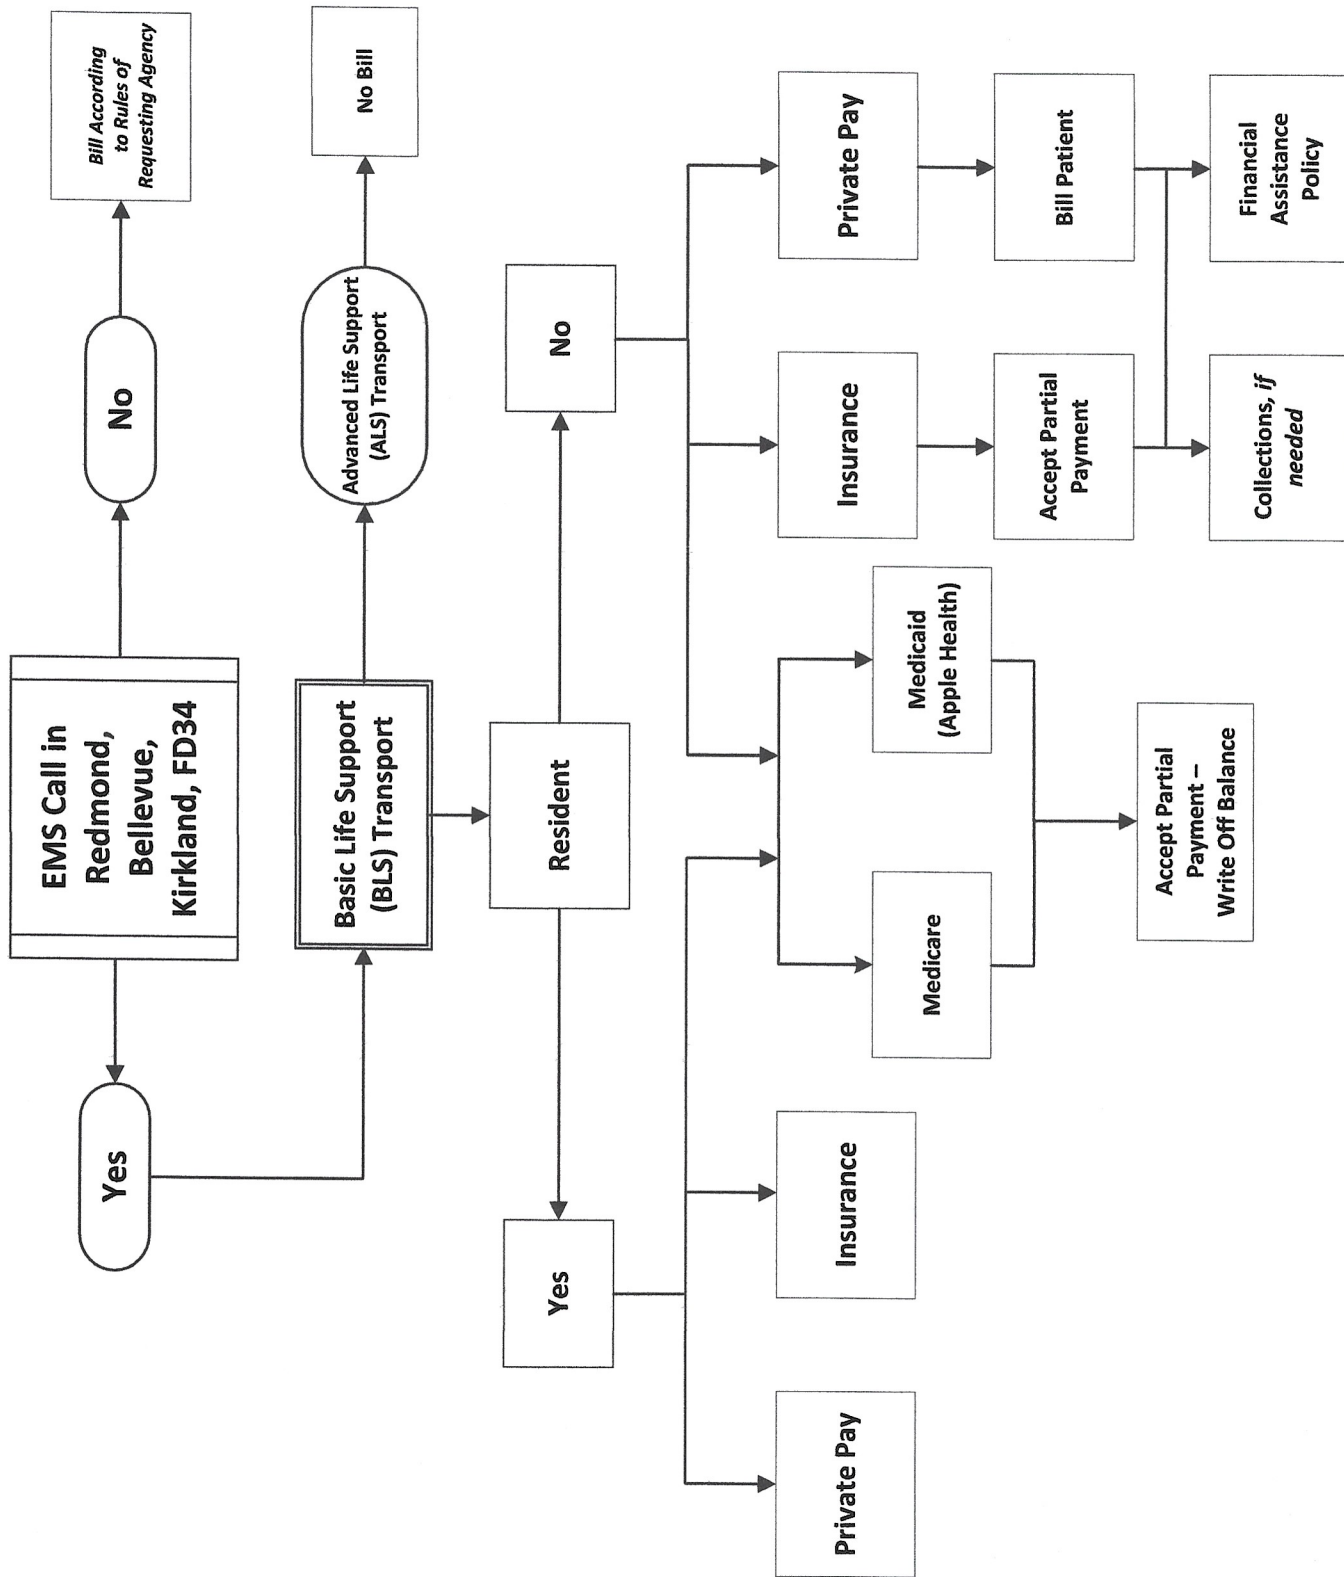 EMS Call in
Redmond,
Bellevue,
Kirkland, FD34
Yes
No
Bill According
to Rules of
Requesting Agency
Basic Life Support
(BLS) Transport
Advanced Life Support
(ALS) Transport
No Bill
Resident
Yes
No
Private Pay
Insurance
Medicare
Medicaid
(Apple Health)
Insurance
Private Pay
Accept Partial
Payment –
Write Off Balance
Accept Partial
Payment
Bill Patient
Collections, if
needed
Financial
Assistance
Policy